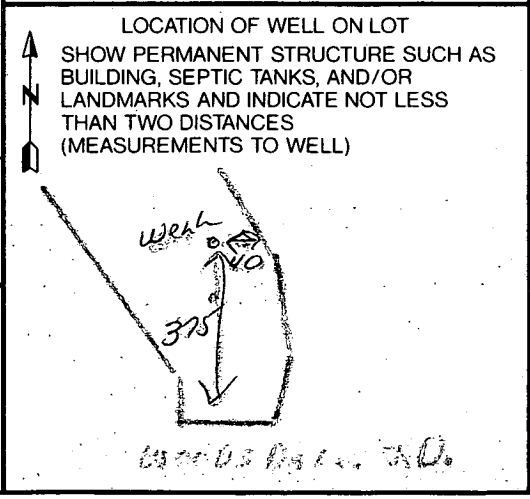 LOCATION OF WELL ON LOT
SHOW PERMANENT STRUCTURE SUCH AS
BUILDING, SEPTIC TANKS, AND/OR
LANDMARKS AND INDICATE NOT LESS
THAN TWO DISTANCES
(MEASUREMENTS TO WELL)
N
Well
40
375'
RD.